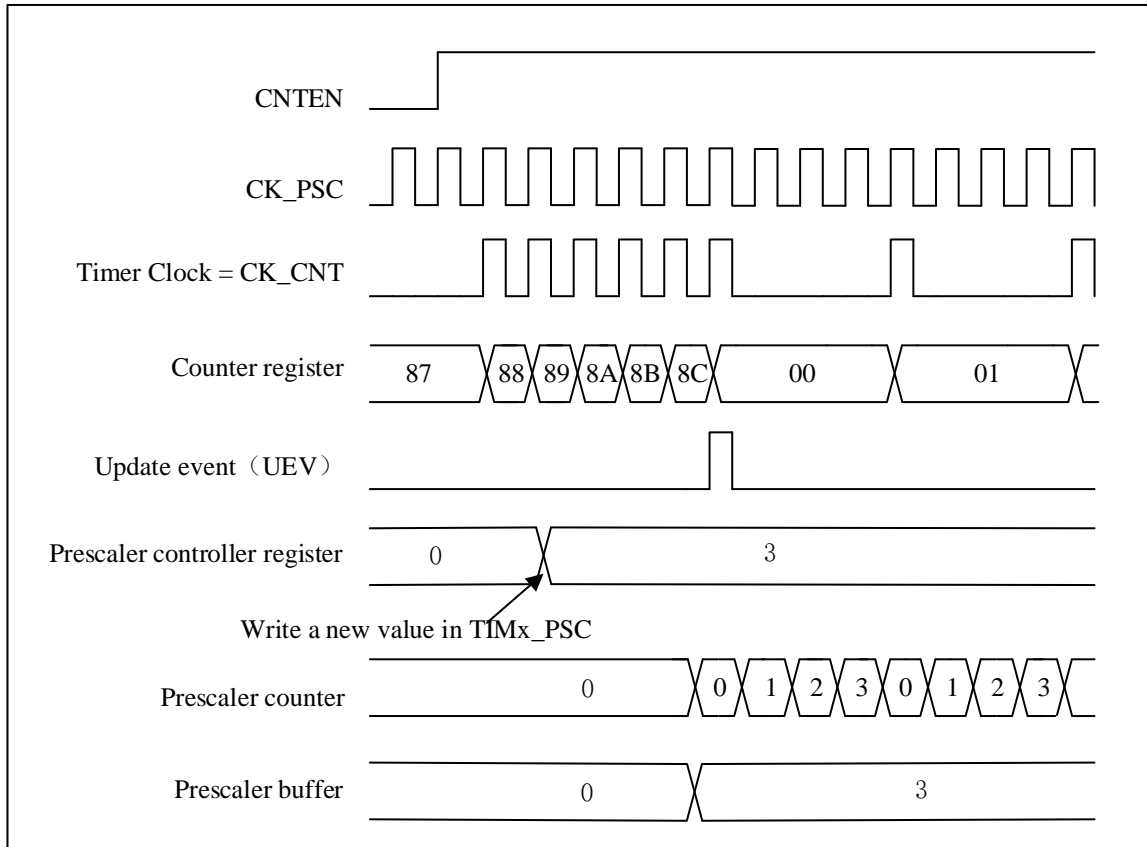 CNTEN
CK_PSC
Timer Clock = CK_CNT
Counter register
87 88 89 8A 8B 8C 00 01
Update event（UEV）
Prescaler controller register
0 3
Write a new value in TIMx_PSC
Prescaler counter
0 0 1 2 3 0 1 2 3
Prescaler buffer
0 3